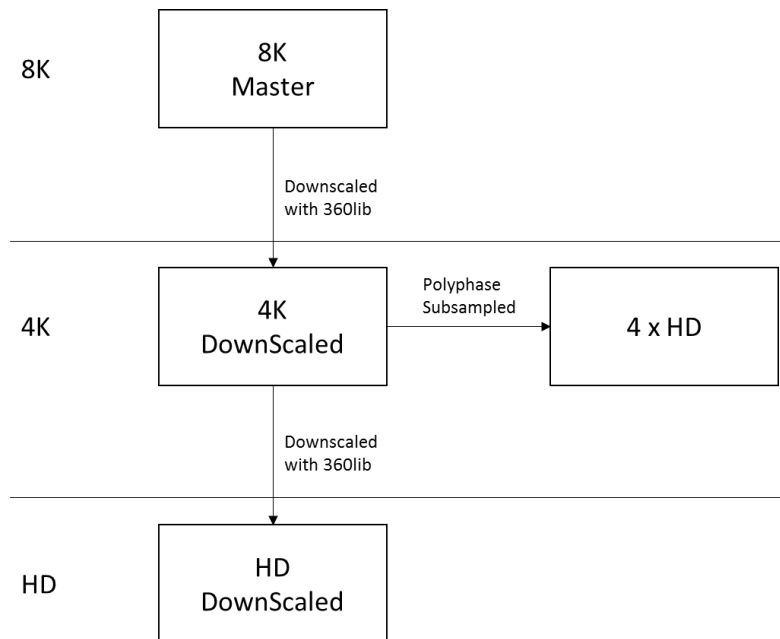 8K
8K
Master
Downscaled
with 360lib
4K
4K
DownScaled
Polyphase
Subsampled
4 x HD
Downscaled
with 360lib
HD
HD
DownScaled